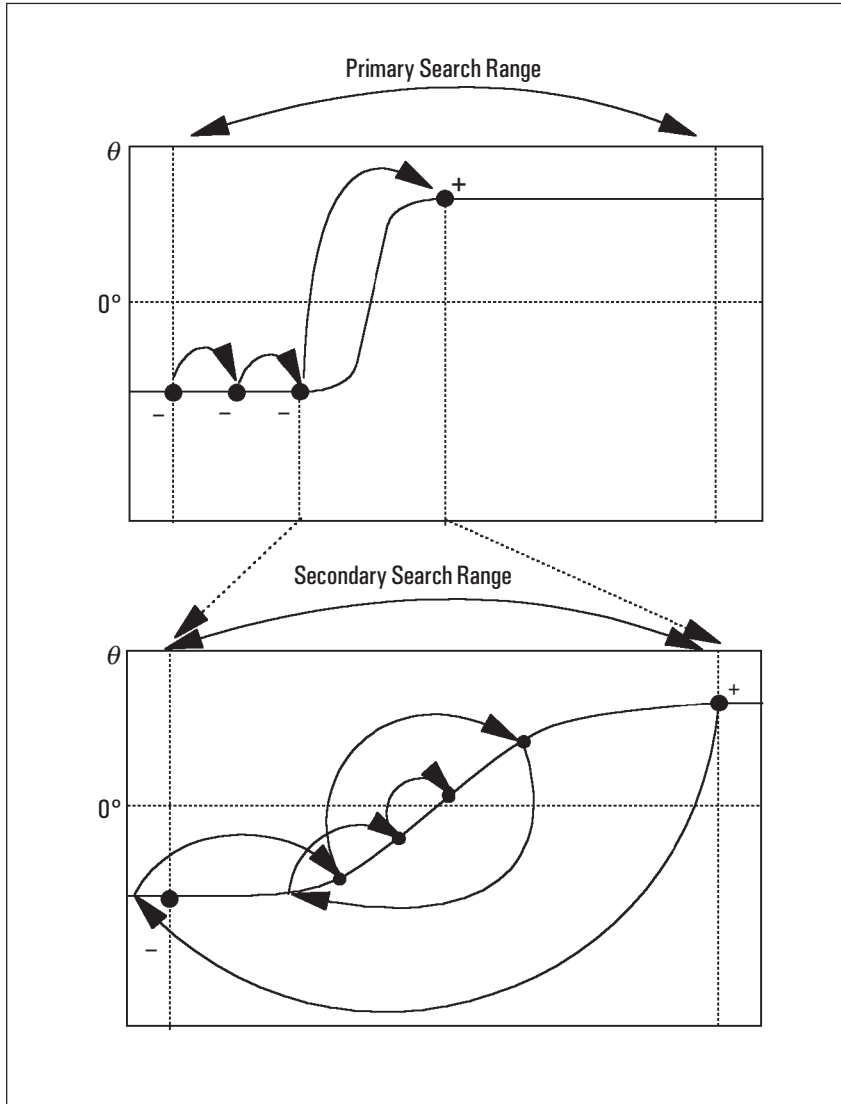 Primary Search Range
θ
+
0°
– – –
Secondary Search Range
θ
+
0°
–